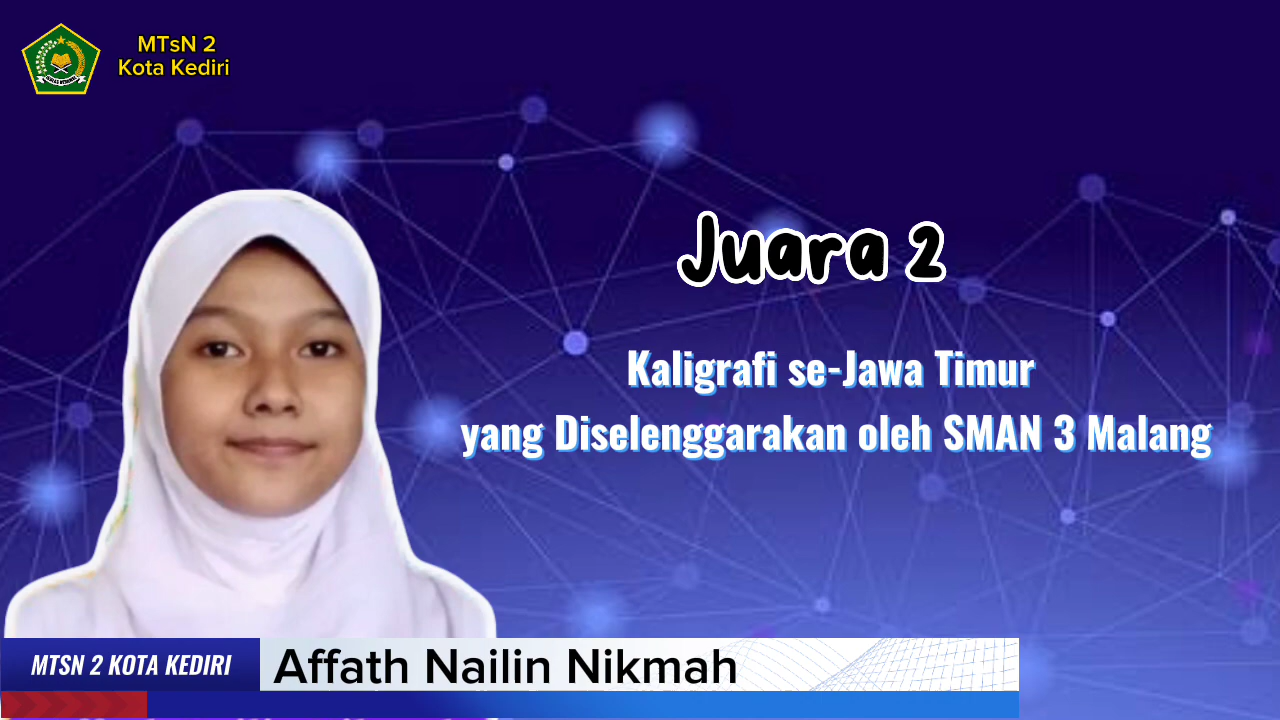 MTsN 2
Kota Kediri
Juara 2
Kaligrafi se-Jawa Timur
yang Diselenggarakan oleh SMAN 3 Malang
MTSN 2 KOTA KEDIRI
Affath Nailin Nikmah